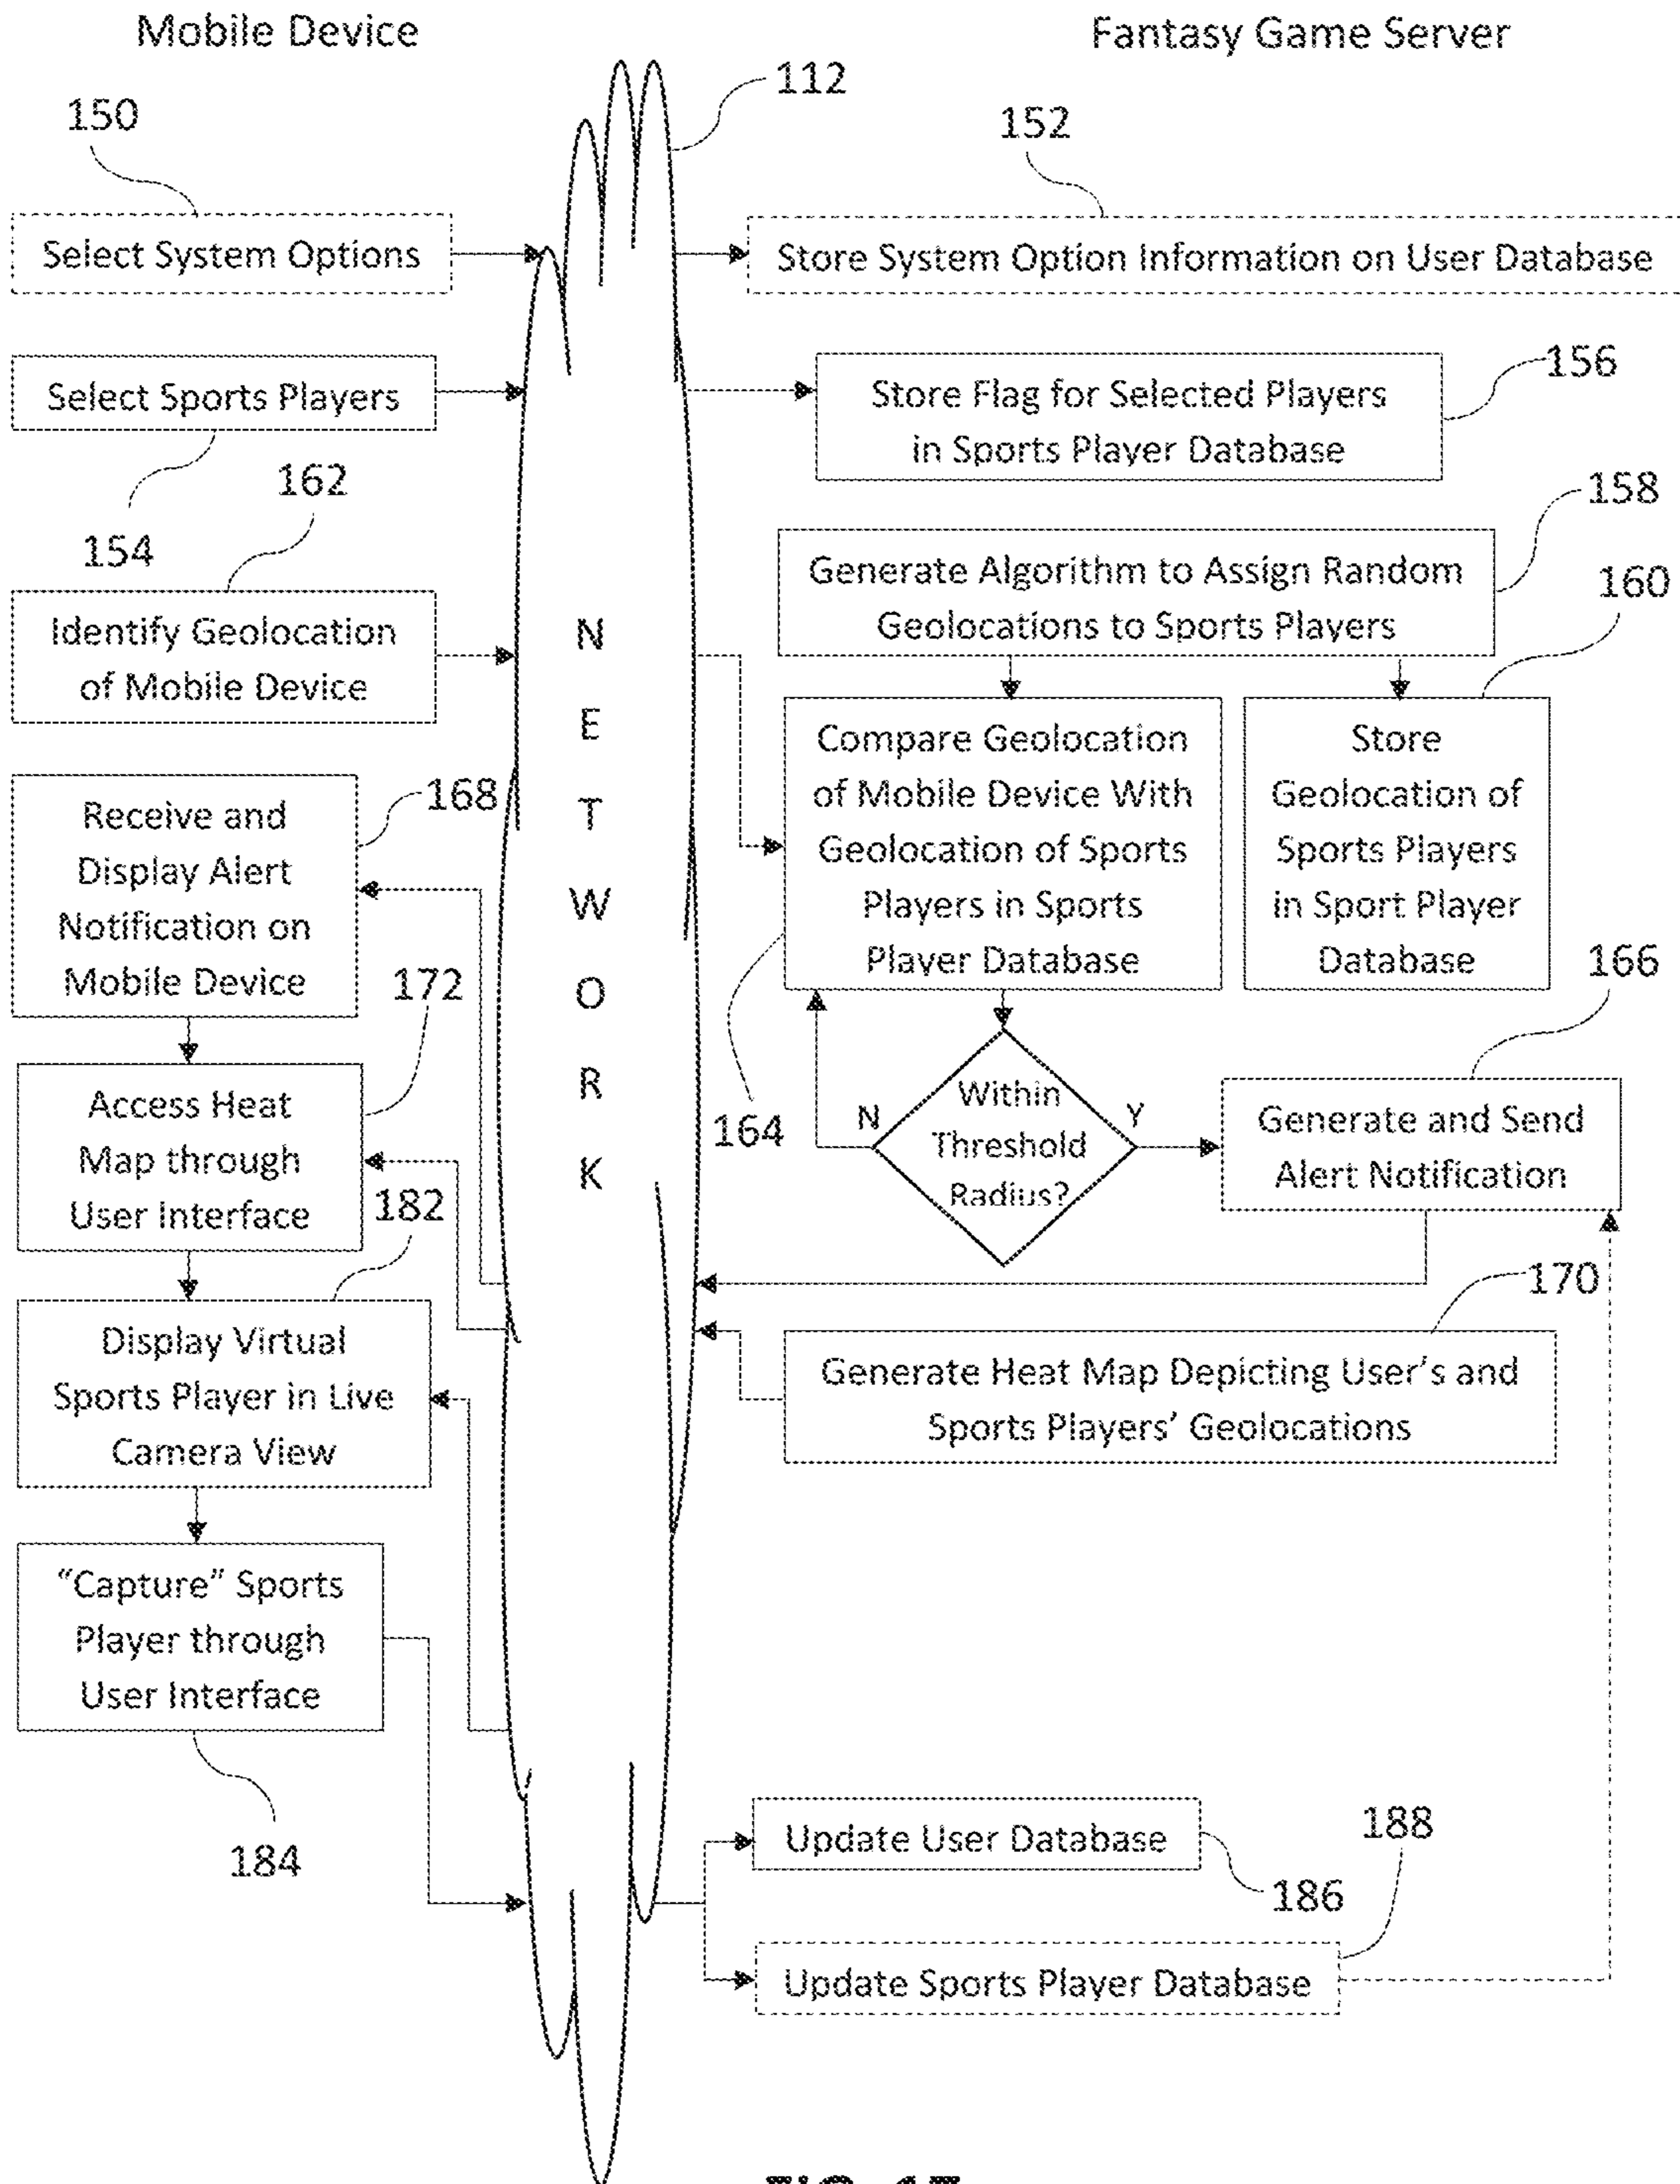 Mobile Device
Fantasy Game Server
112
150
152
Select System Options
Store System Option Information on User Database
Select Sports Players
154
Store Flag for Selected Players
in Sports Player Database
156
158
162
Identify Geolocation
of Mobile Device
Generate Algorithm to Assign Random
Geolocations to Sports Players
160
N
E
T
W
O
R
K
Compare Geolocation
of Mobile Device With
Geolocation of Sports
Players in Sports
Player Database
164
Store
Geolocation of
Sports Players
in Sport Player
Database
168
Receive and
Display Alert
Notification on
Mobile Device
166
172
Access Heat
Map through
User Interface
N
Within
Threshold
Radius?
Y
Generate and Send
Alert Notification
182
170
Display Virtual
Sports Player in Live
Camera View
Generate Heat Map Depicting User's and
Sports Players' Geolocations
"Capture" Sports
Player through
User Interface
184
Update User Database
186
188
Update Sports Player Database